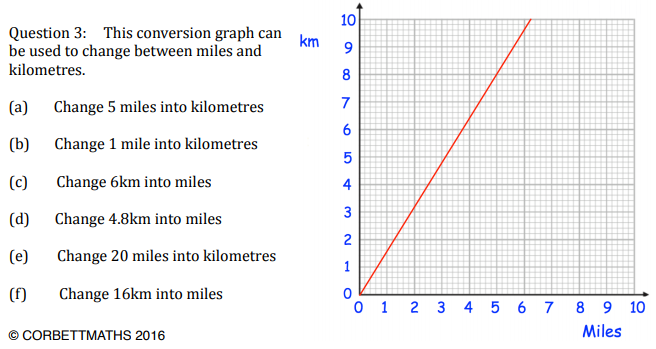 Question 3: This conversion graph can
be used to change between miles and
kilometres.
(a) Change 5 miles into kilometres
(b) Change 1 mile into kilometres
(c) Change 6km into miles
(d) Change 4.8km into miles
(e) Change 20 miles into kilometres
(f) Change 16km into miles
© CORBETTMATHS 2016
km
10
9
8
7
6
5
4
3
2
1
0
0 1 2 3 4 5 6 7 8 9 10
Miles